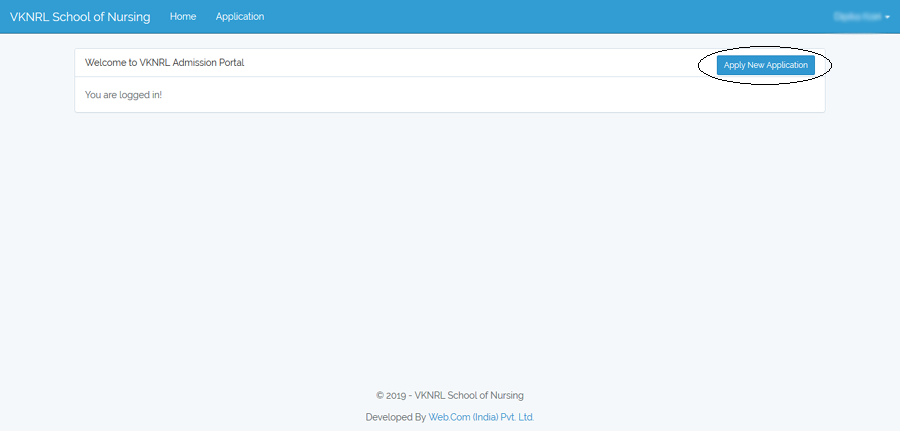 VKNRL School of Nursing Home Application
Welcome to VKNRL Admission Portal Apply New Application
You are logged in!
© 2019 - VKNRL School of Nursing
Developed By Web.Com (India) Pvt. Ltd.